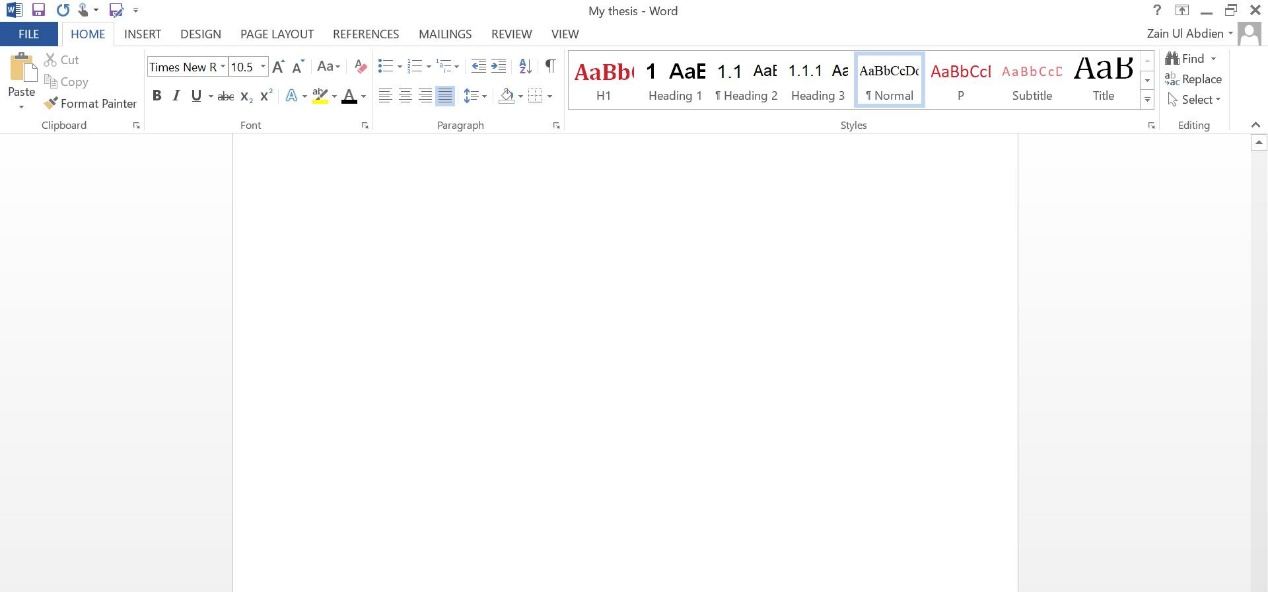 My thesis - Word
?
FILE HOME INSERT DESIGN PAGE LAYOUT REFERENCES MAILINGS REVIEW VIEW Zain Ul Abdien
Paste
Cut
Copy
Format Painter
Clipboard
Times New R 10.5 A A Aa
B I U abc X₂ X² A ab A
Font
Paragraph
AaBb( 1 AaE 1.1 AaE 1.1.1 Aa AaBbCcDc AaBbCcI AaBbCcD AaB
H1 Heading 1 ¶ Heading 2 Heading 3 ¶ Normal P Subtitle Title
Styles
Find
Replace
Select
Editing